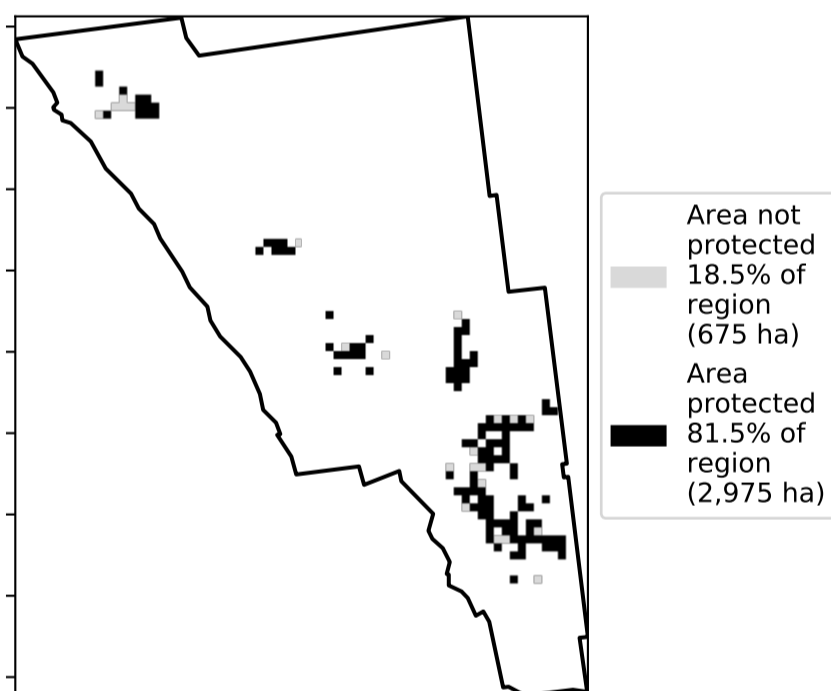 Area not
protected
18.5% of
region
(675 ha)
Area
protected
81.5% of
region
(2,975 ha)